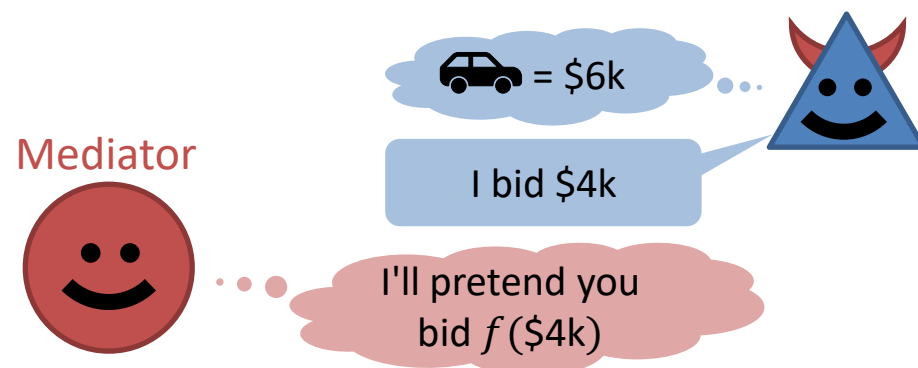 = $6k
Mediator
I bid $4k
I'll pretend you
bid f($4k)